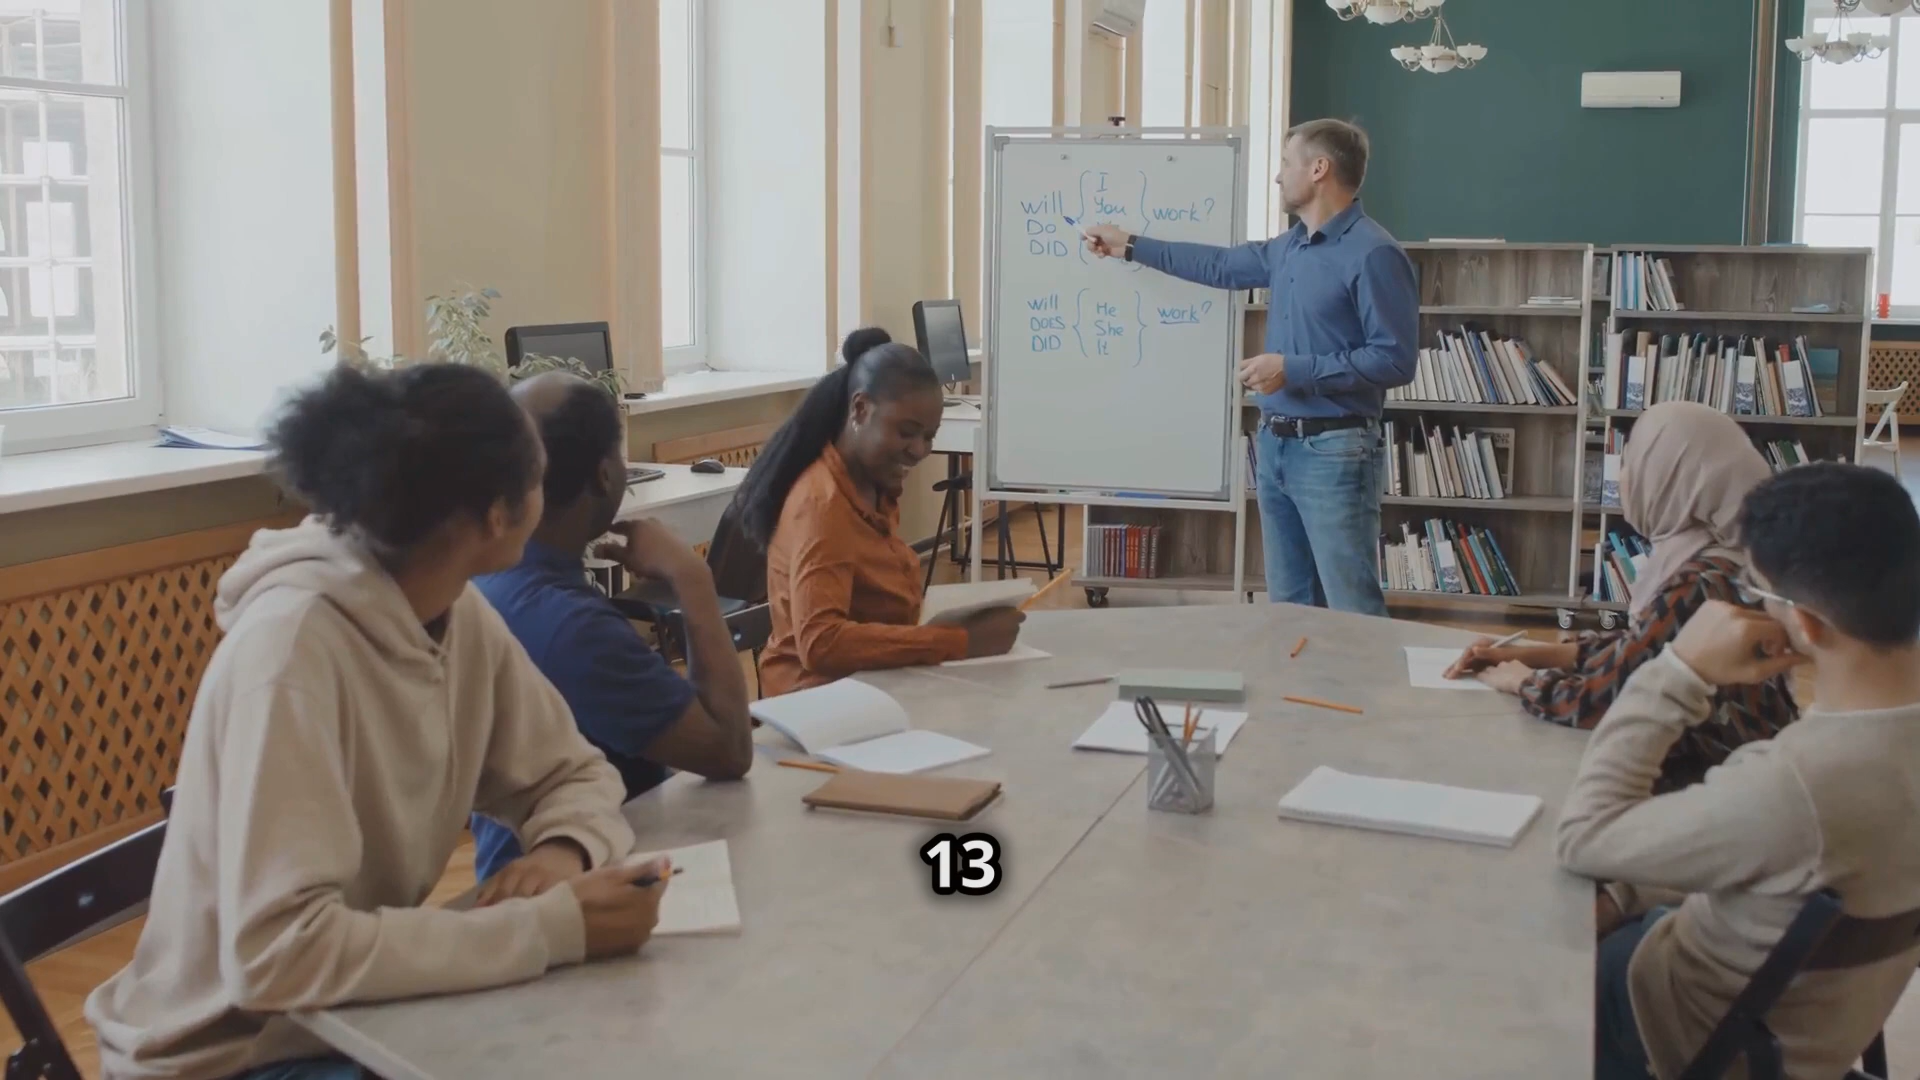 will
DO
DID
I
You
work?
will
DOES
DID
He
She
It
work?
13